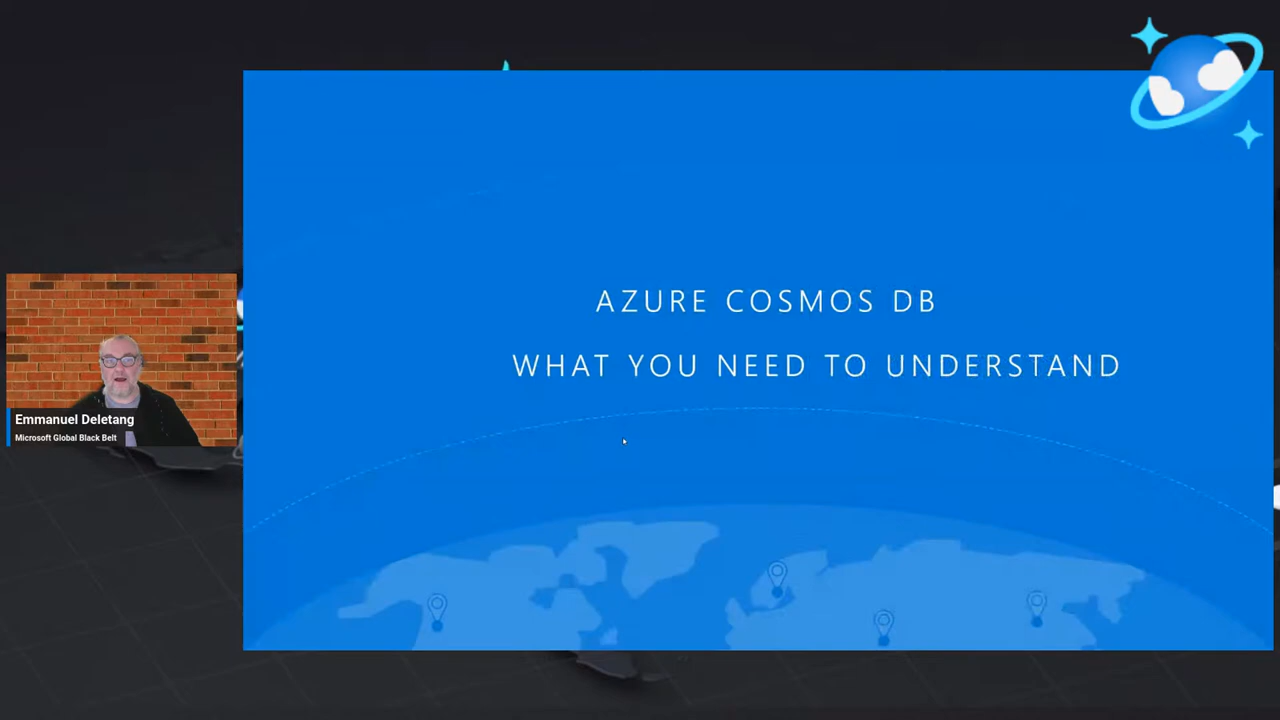 AZURE COSMOS DB
WHAT YOU NEED TO UNDERSTAND
Emmanuel Deletang
Microsoft Global Black Belt